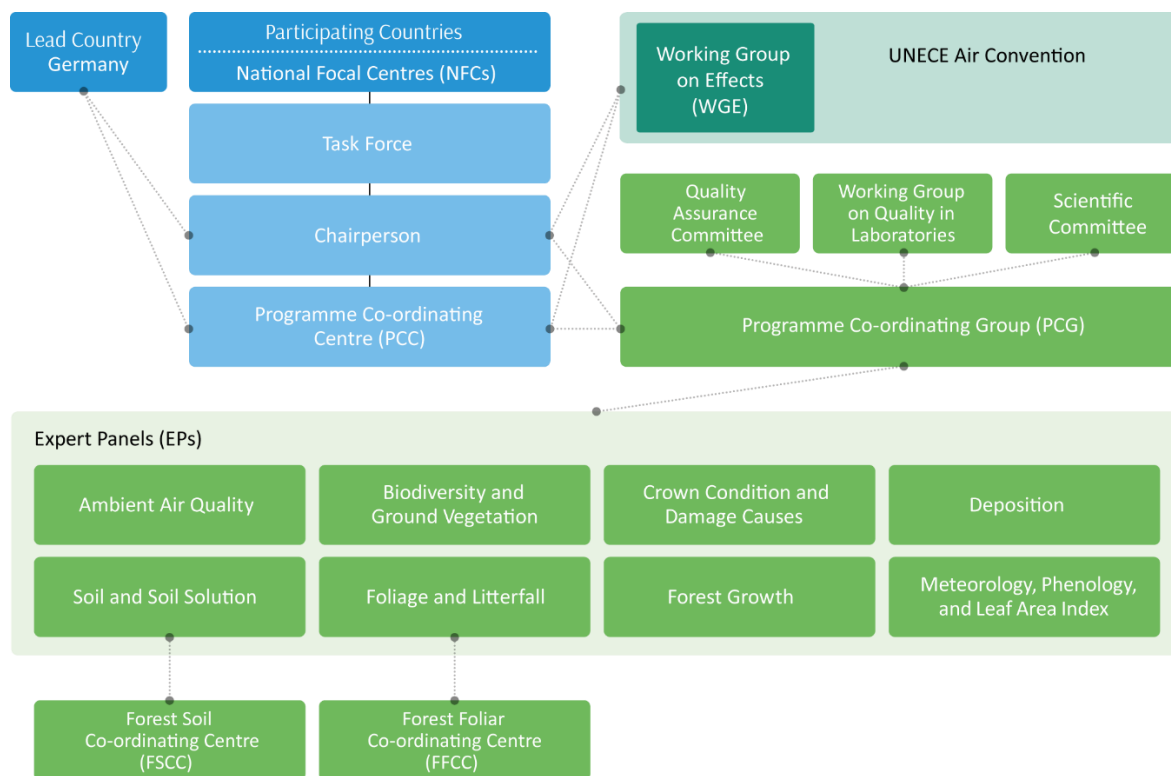 Lead Country
Germany
Participating Countries
National Focal Centres (NFCs)
Task Force
Chairperson
Programme Co-ordinating
Centre (PCC)
Working Group
on Effects
(WGE)
UNECE Air Convention
Quality
Assurance
Committee
Working Group
on Quality in
Laboratories
Scientific
Committee
Programme Co-ordinating Group (PCG)
Expert Panels (EPs)
Ambient Air Quality
Biodiversity and
Ground Vegetation
Crown Condition and
Damage Causes
Deposition
Soil and Soil Solution
Foliage and Litterfall
Forest Growth
Meteorology, Phenology,
and Leaf Area Index
Forest Soil
Co-ordinating Centre
(FSCC)
Forest Foliar
Co-ordinating Centre
(FFCC)